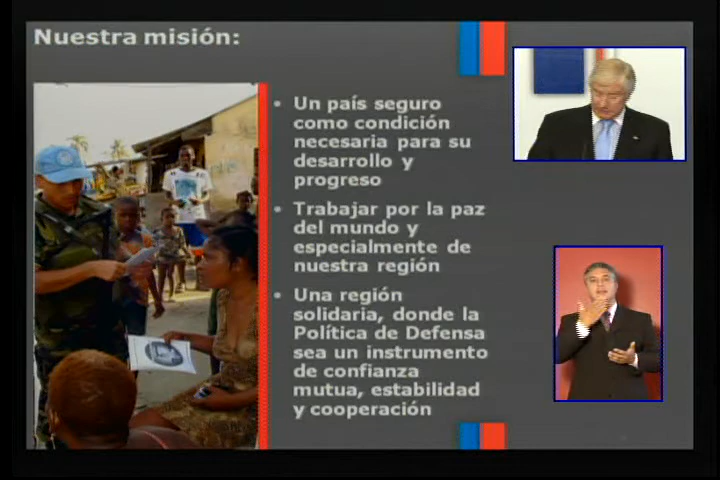 Nuestra misión:
• Un país seguro
como condición
necesaria para su
desarrollo y
progreso
• Trabajar por la paz
del mundo y
especialmente de
nuestra región
• Una región
solidaria, donde la
Política de Defensa
sea un instrumento
de confianza
mutua, estabilidad
y cooperación